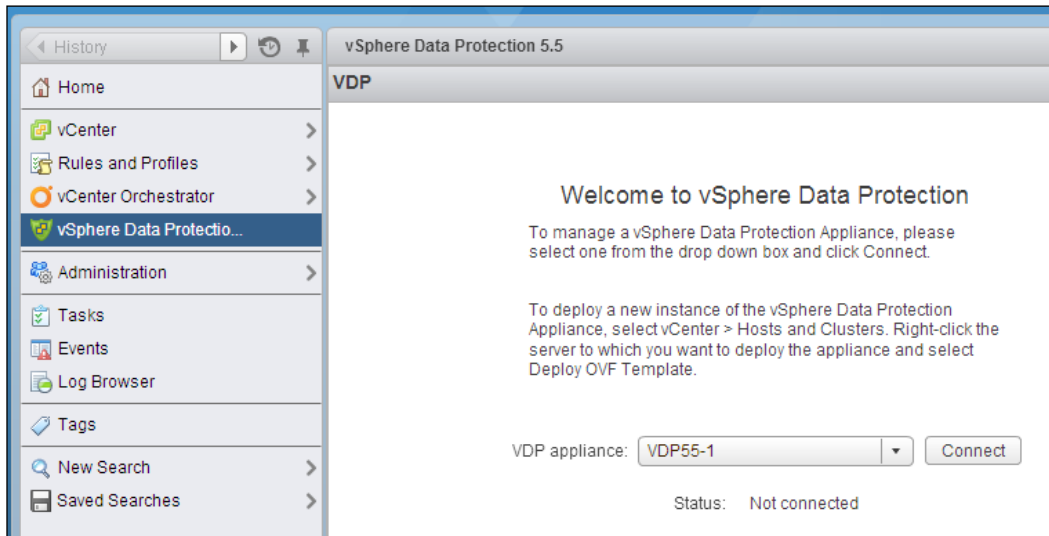 History
Home
vCenter
Rules and Profiles
vCenter Orchestrator
vSphere Data Protectio...
Administration
Tasks
Events
Log Browser
Tags
New Search
Saved Searches
vSphere Data Protection 5.5
VDP
Welcome to vSphere Data Protection
To manage a vSphere Data Protection Appliance, please
select one from the drop down box and click Connect.
To deploy a new instance of the vSphere Data Protection
Appliance, select vCenter > Hosts and Clusters. Right-click the
server to which you want to deploy the appliance and select
Deploy OVF Template.
VDP appliance: VDP55-1 Connect
Status: Not connected